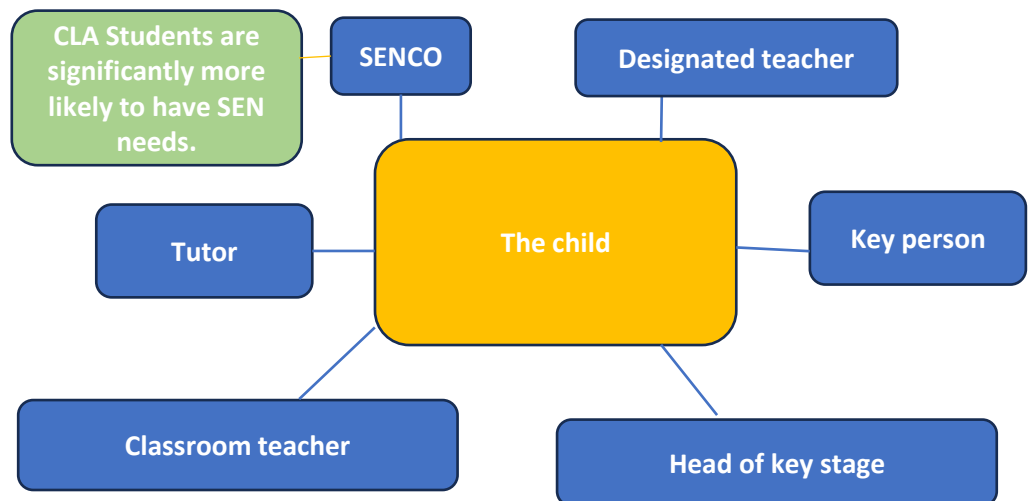 CLA Students are
significantly more
likely to have SEN
needs.
SENCO
Designated teacher
The child
Tutor
Key person
Classroom teacher
Head of key stage